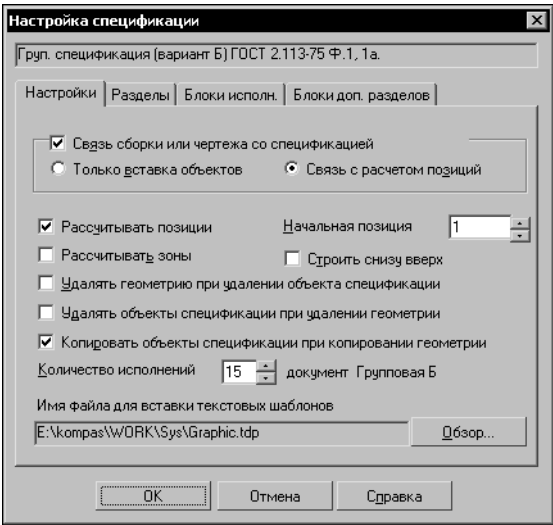 Настройка спецификации
Груп. спецификация (вариант Б) ГОСТ 2.113-75 Ф.1, 1а.
Настройки Разделы Блоки исполн. Блоки доп. разделов
Связь сборки или чертежа со спецификацией
Только вставка объектов Связь с расчетом позиций
Рассчитывать позиции Начальная позиция 1
Рассчитывать зоны Строить снизу вверх
Удалять геометрию при удалении объекта спецификации
Удалять объекты спецификации при удалении геометрии
Копировать объекты спецификации при копировании геометрии
Количество исполнений 15 документ Групповая Б
Имя файла для вставки текстовых шаблонов
E:\kompas\WORK\Sys\Graphic.tdp Обзор...
OK Отмена Справка